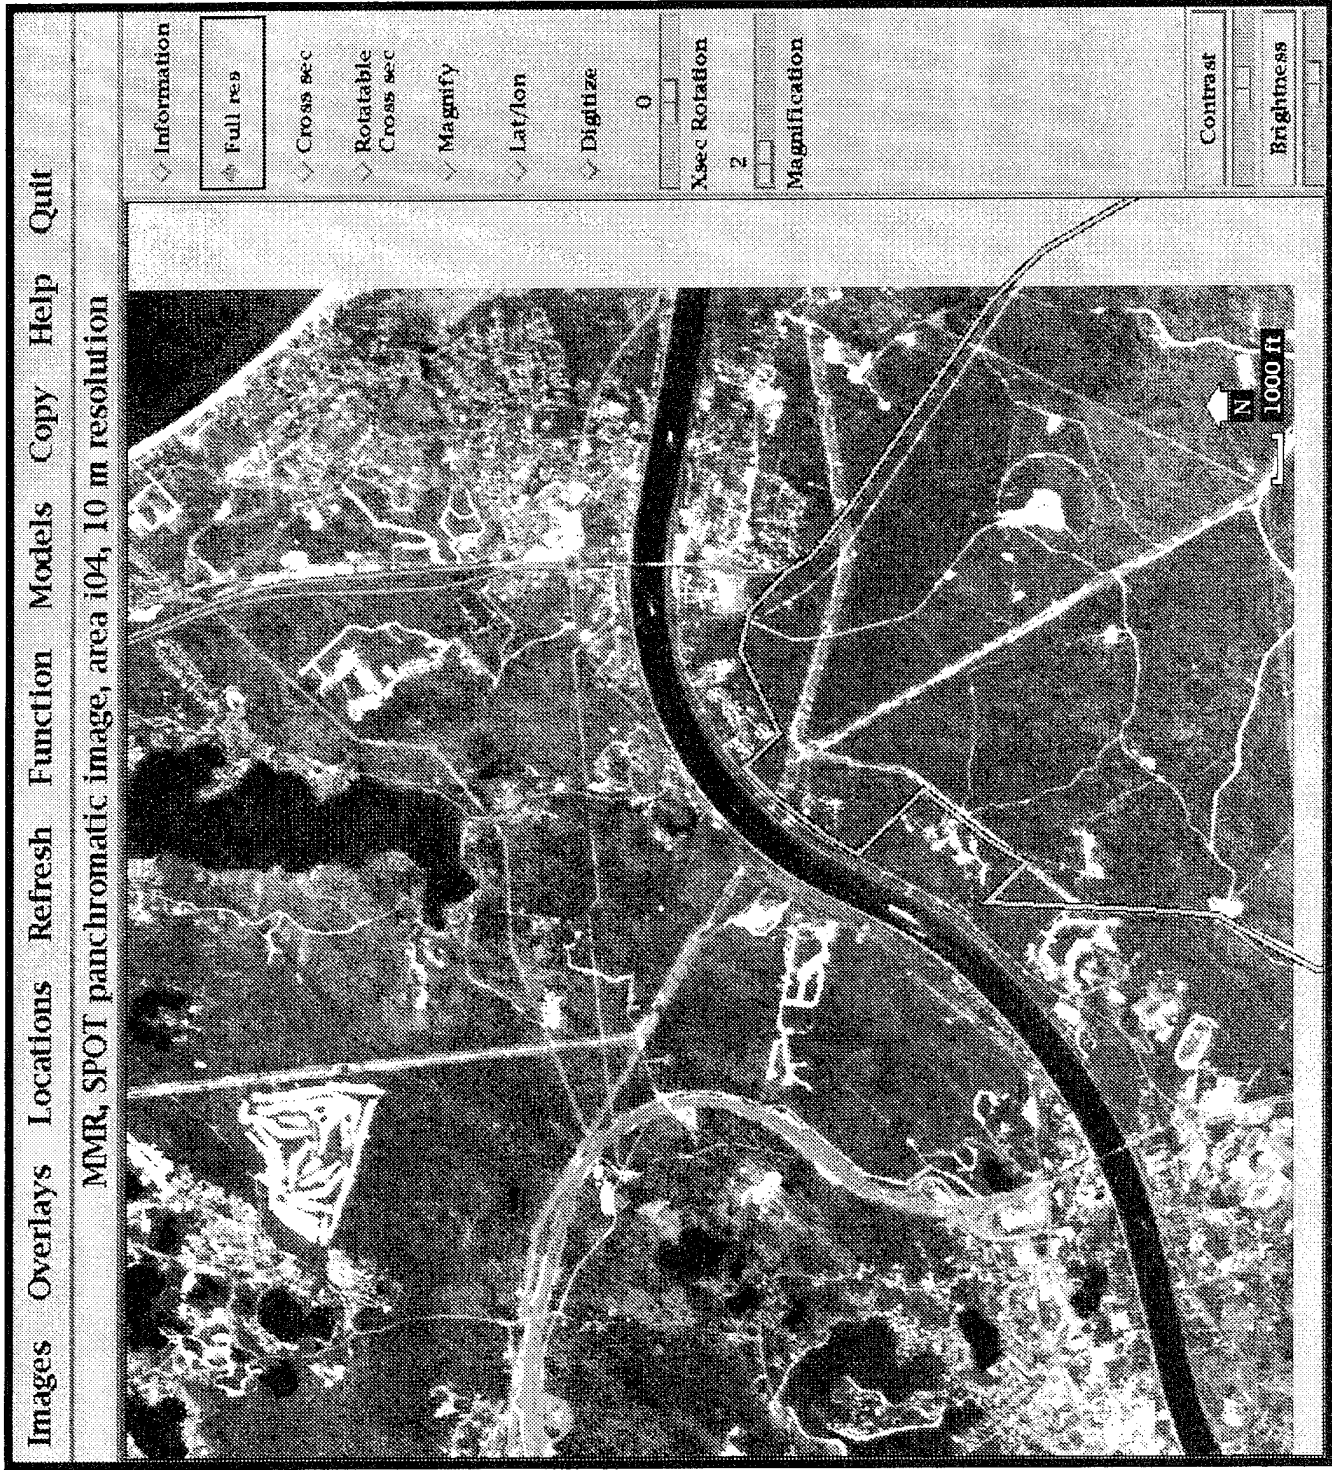 Images Overlays Locations Refresh Function Models Copy Help Quit
MMR, SPOT panchromatic image, area i04, 10 m resolution
Information
Full res
Cross sec
Rotatable
Cross sec
Magnify
Lat/lon
Digitize
0
Xsec Rotation
2
Magnification
Contrast
Brightness
N
1000 ft